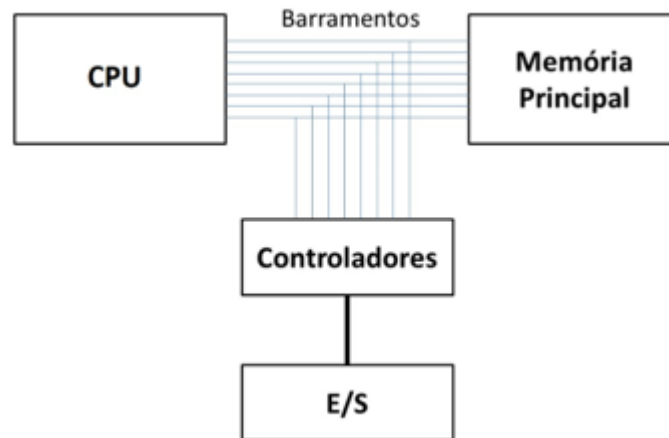 Barramentos
CPU
Memória
Principal
Controladores
E/S